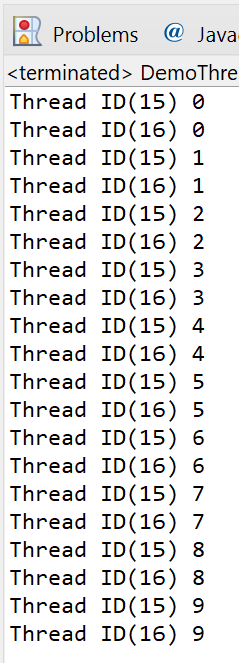 Problems @ Java
<terminated> DemoThre
Thread ID(15) 0
Thread ID(16) 0
Thread ID(15) 1
Thread ID(16) 1
Thread ID(15) 2
Thread ID(16) 2
Thread ID(15) 3
Thread ID(16) 3
Thread ID(15) 4
Thread ID(16) 4
Thread ID(15) 5
Thread ID(16) 5
Thread ID(15) 6
Thread ID(16) 6
Thread ID(15) 7
Thread ID(16) 7
Thread ID(15) 8
Thread ID(16) 8
Thread ID(15) 9
Thread ID(16) 9